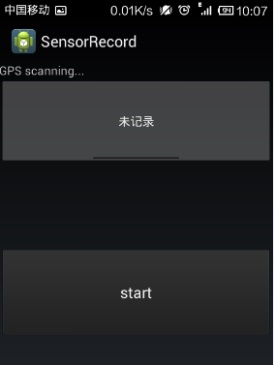 中国移动 0.01K/s 10:07
SensorRecord
GPS scanning...
未记录
start